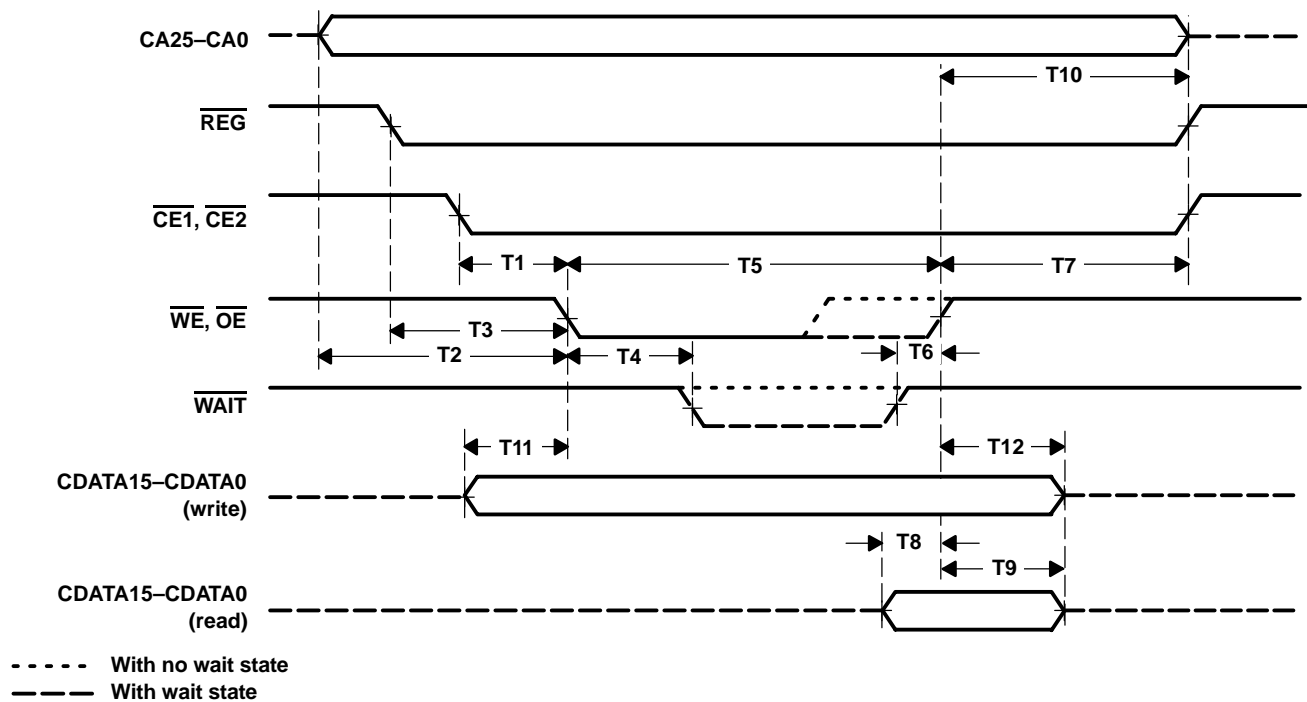 CA25–CA0
T10
REG
CE1, CE2
T1
T5
T7
WE, OE
T3
T6
T2
T4
WAIT
T11
T12
CDATA15–CDATA0
(write)
T8
T9
CDATA15–CDATA0
(read)
With no wait state
With wait state